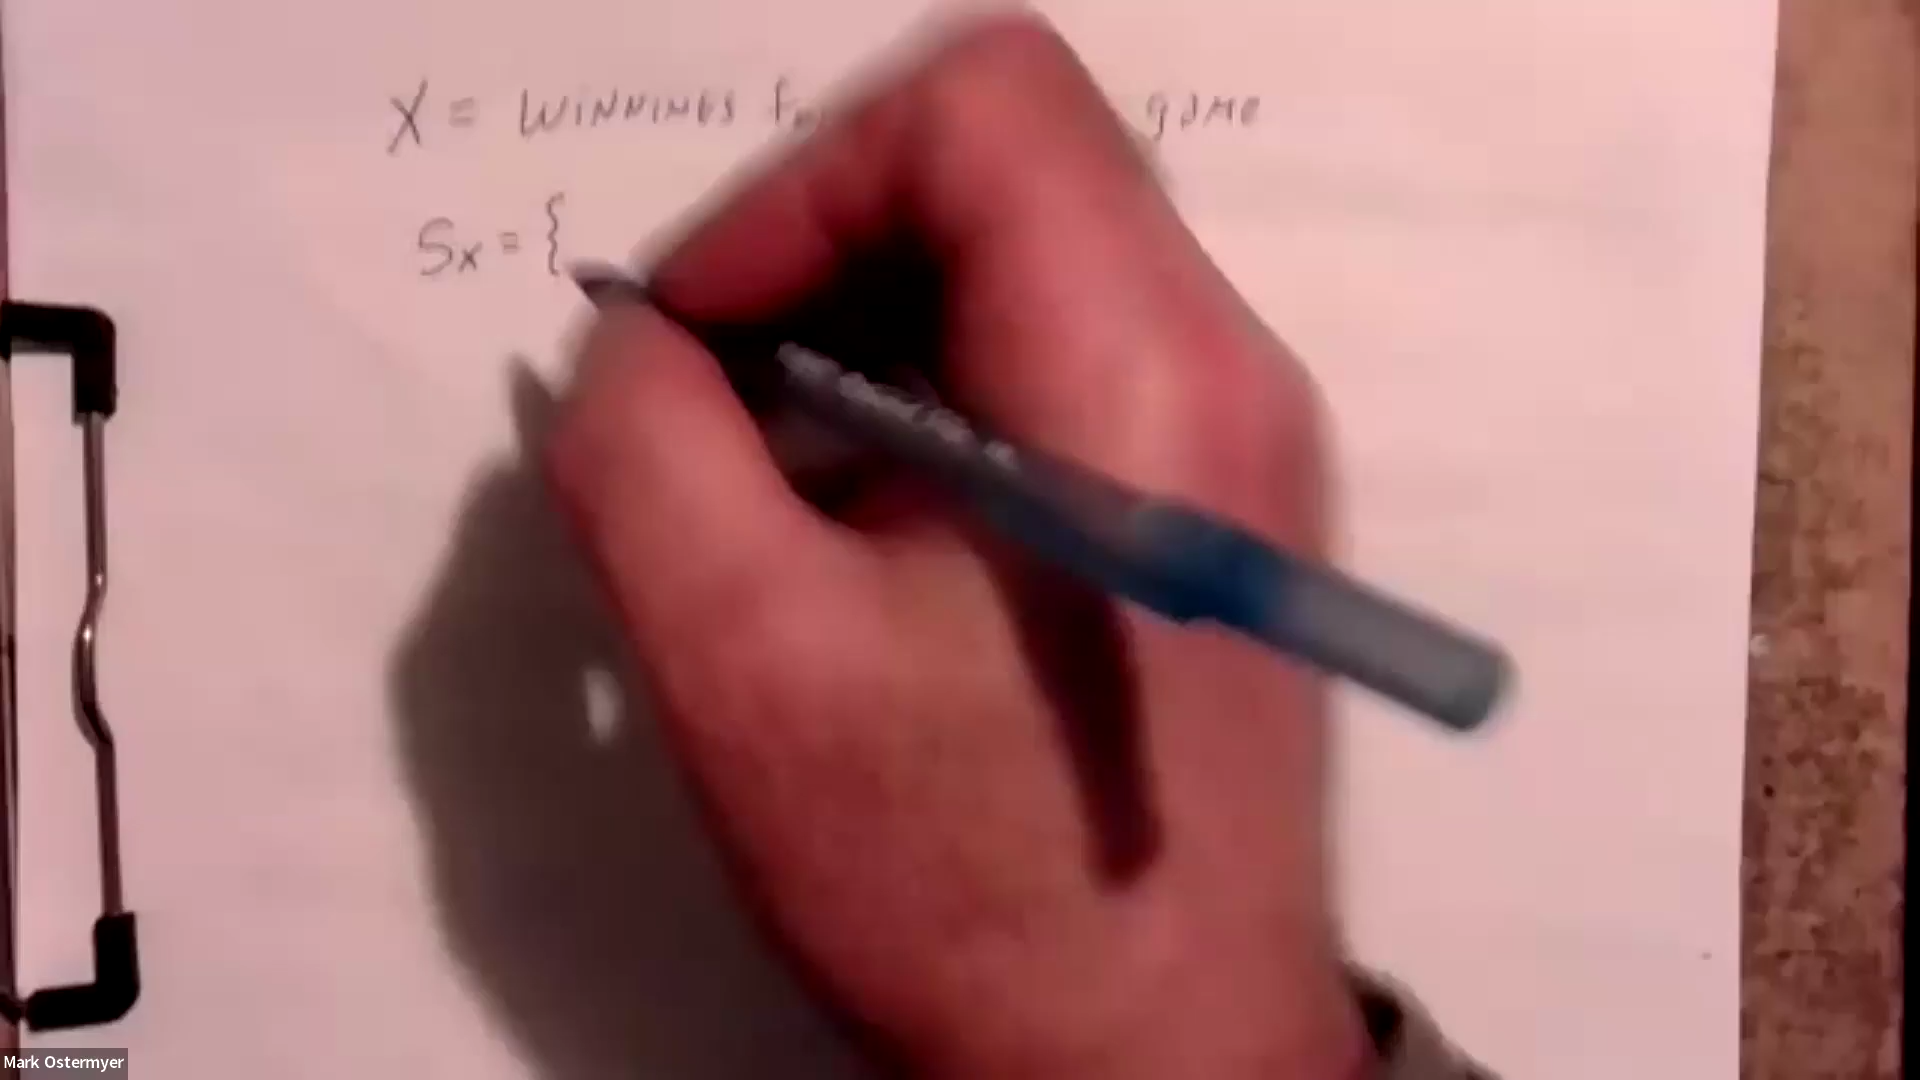 X = WINNINGS game
Sx = {
Mark Ostermyer